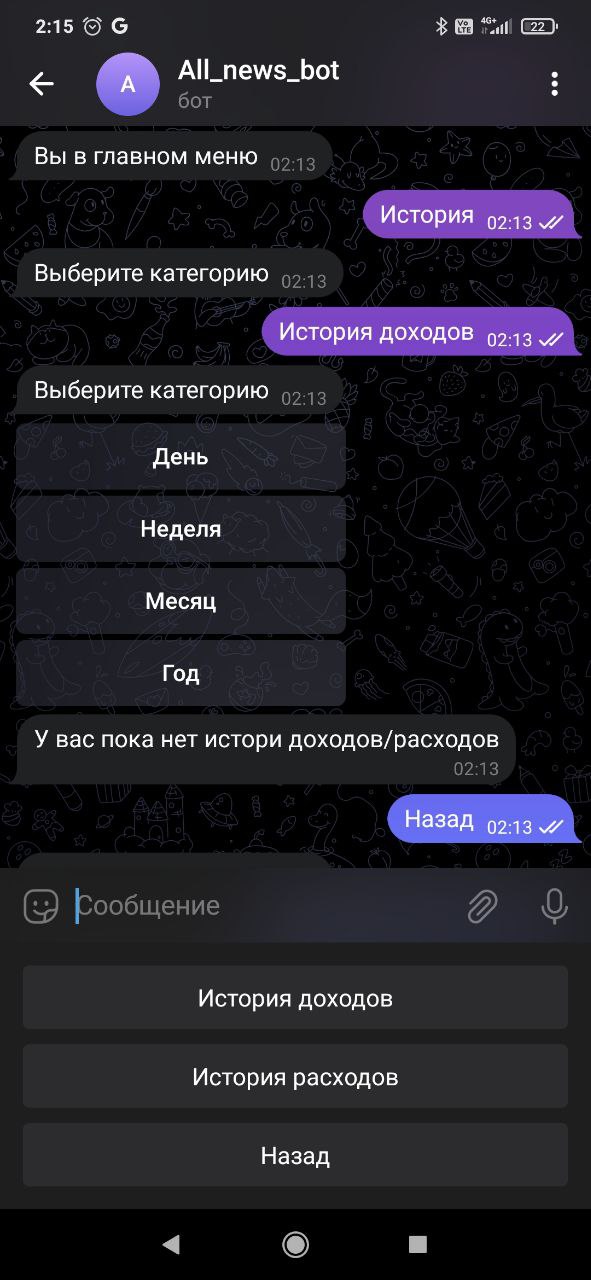 2:15 G Vo LTE 4G+ 22
A
All_news_bot
бот
Вы в главном меню 02:13
История 02:13
Выберите категорию 02:13
История доходов 02:13
Выберите категорию 02:13
День
Неделя
Месяц
Год
У вас пока нет истори доходов/расходов
02:13
Назад 02:13
Сообщение
История доходов
История расходов
Назад